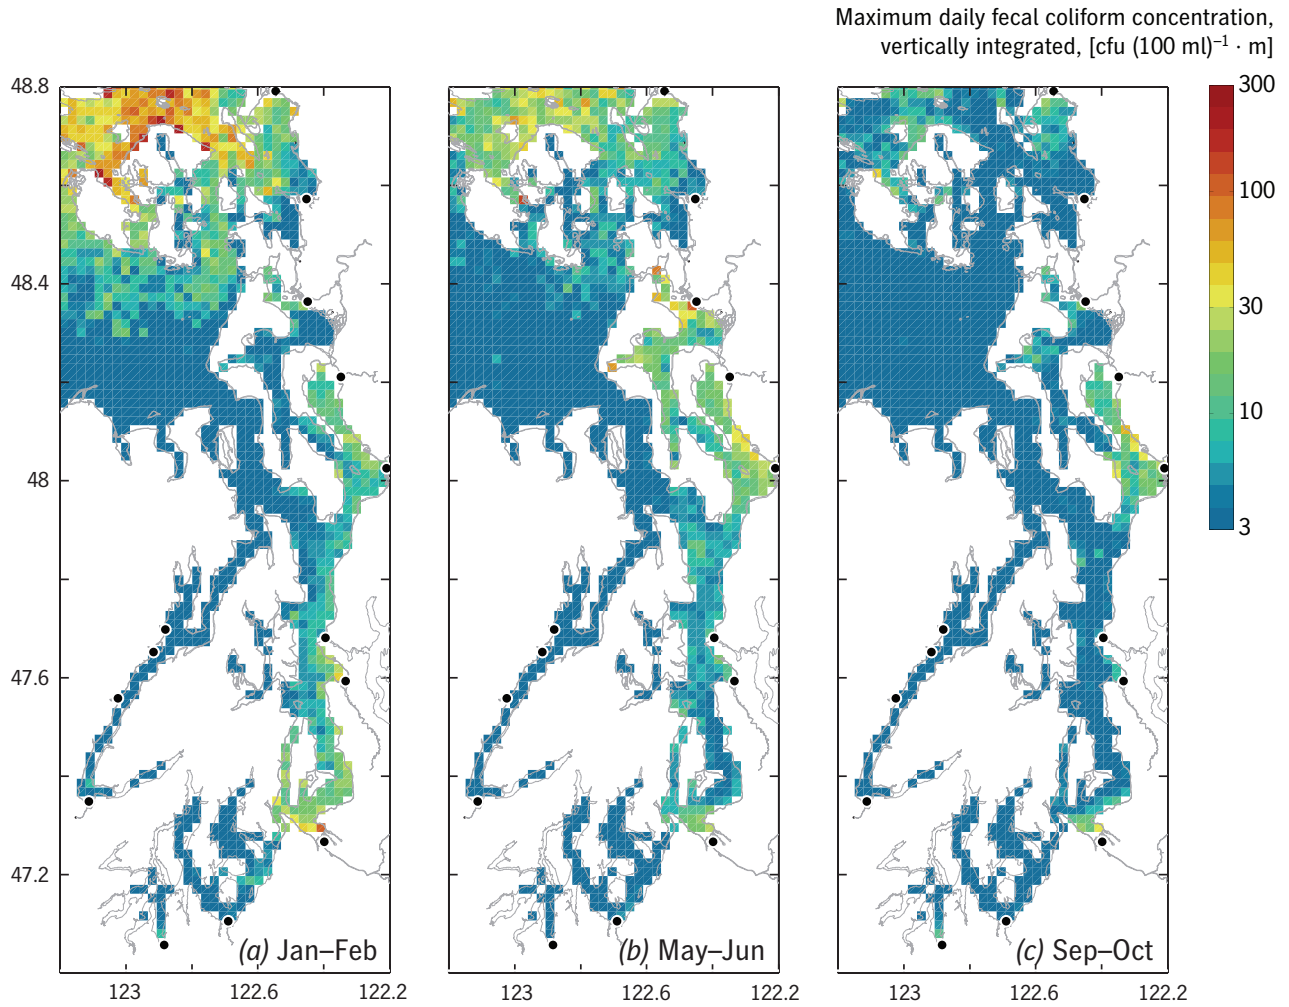 Maximum daily fecal coliform concentration,
vertically integrated, [cfu (100 ml)⁻¹ · m]
48.8
48.4
48
47.6
47.2
300
100
30
10
3
(a) Jan–Feb
(b) May–Jun
(c) Sep–Oct
123 122.6 122.2
123 122.6 122.2
123 122.6 122.2